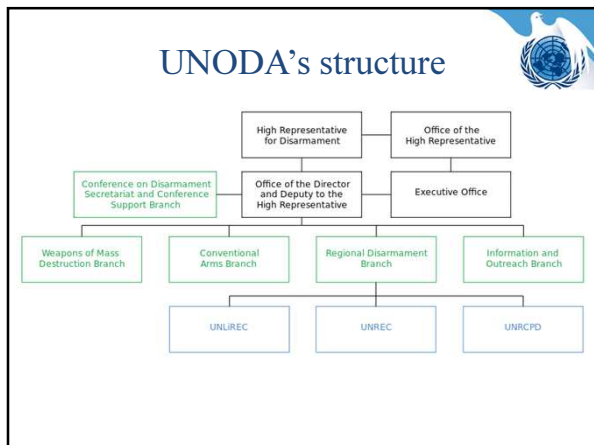 UNODA's structure
High Representative
for Disarmament
Office of the
High Representative
Conference on Disarmament
Secretariat and Conference
Support Branch
Office of the Director
and Deputy to the
High Representative
Executive Office
Weapons of Mass
Destruction Branch
Conventional
Arms Branch
Regional Disarmament
Branch
Information and
Outreach Branch
UNLiREC
UNREC
UNRCPD